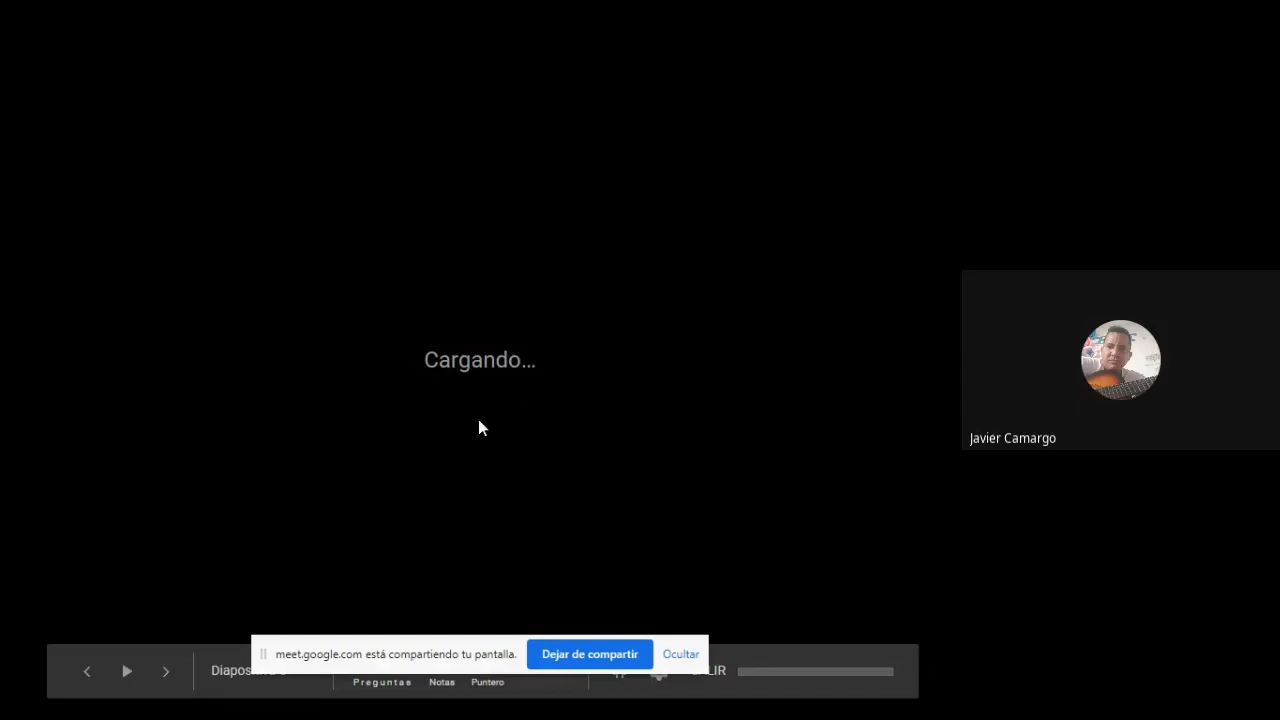 Cargando...
Javier Camargo
meet.google.com está compartiendo tu pantalla.
Dejar de compartir
Ocultar
Preguntas
Notas
Puntero